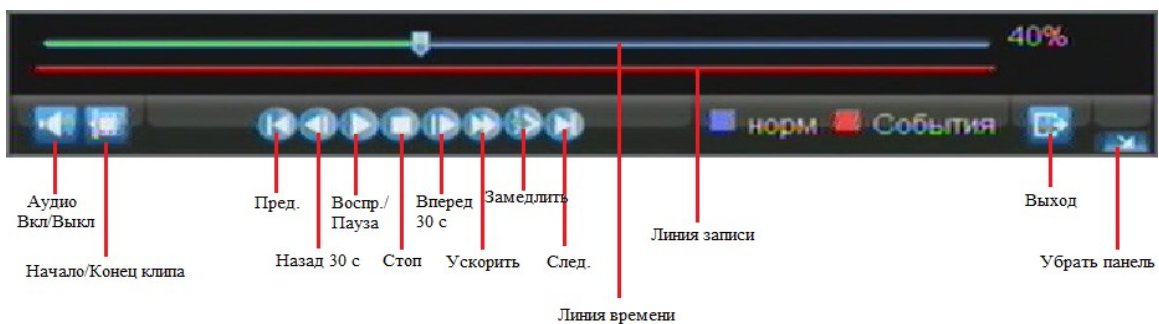 40%
норм
События
Аудио
Вкл/Выкл
Пред.
Воспр./
Пауза
Вперед
30 с
Замедлить
Выход
Линия записи
Начало/Конец клипа
Назад 30 с
Стоп
Ускорить
След.
Убрать панель
Линия времени